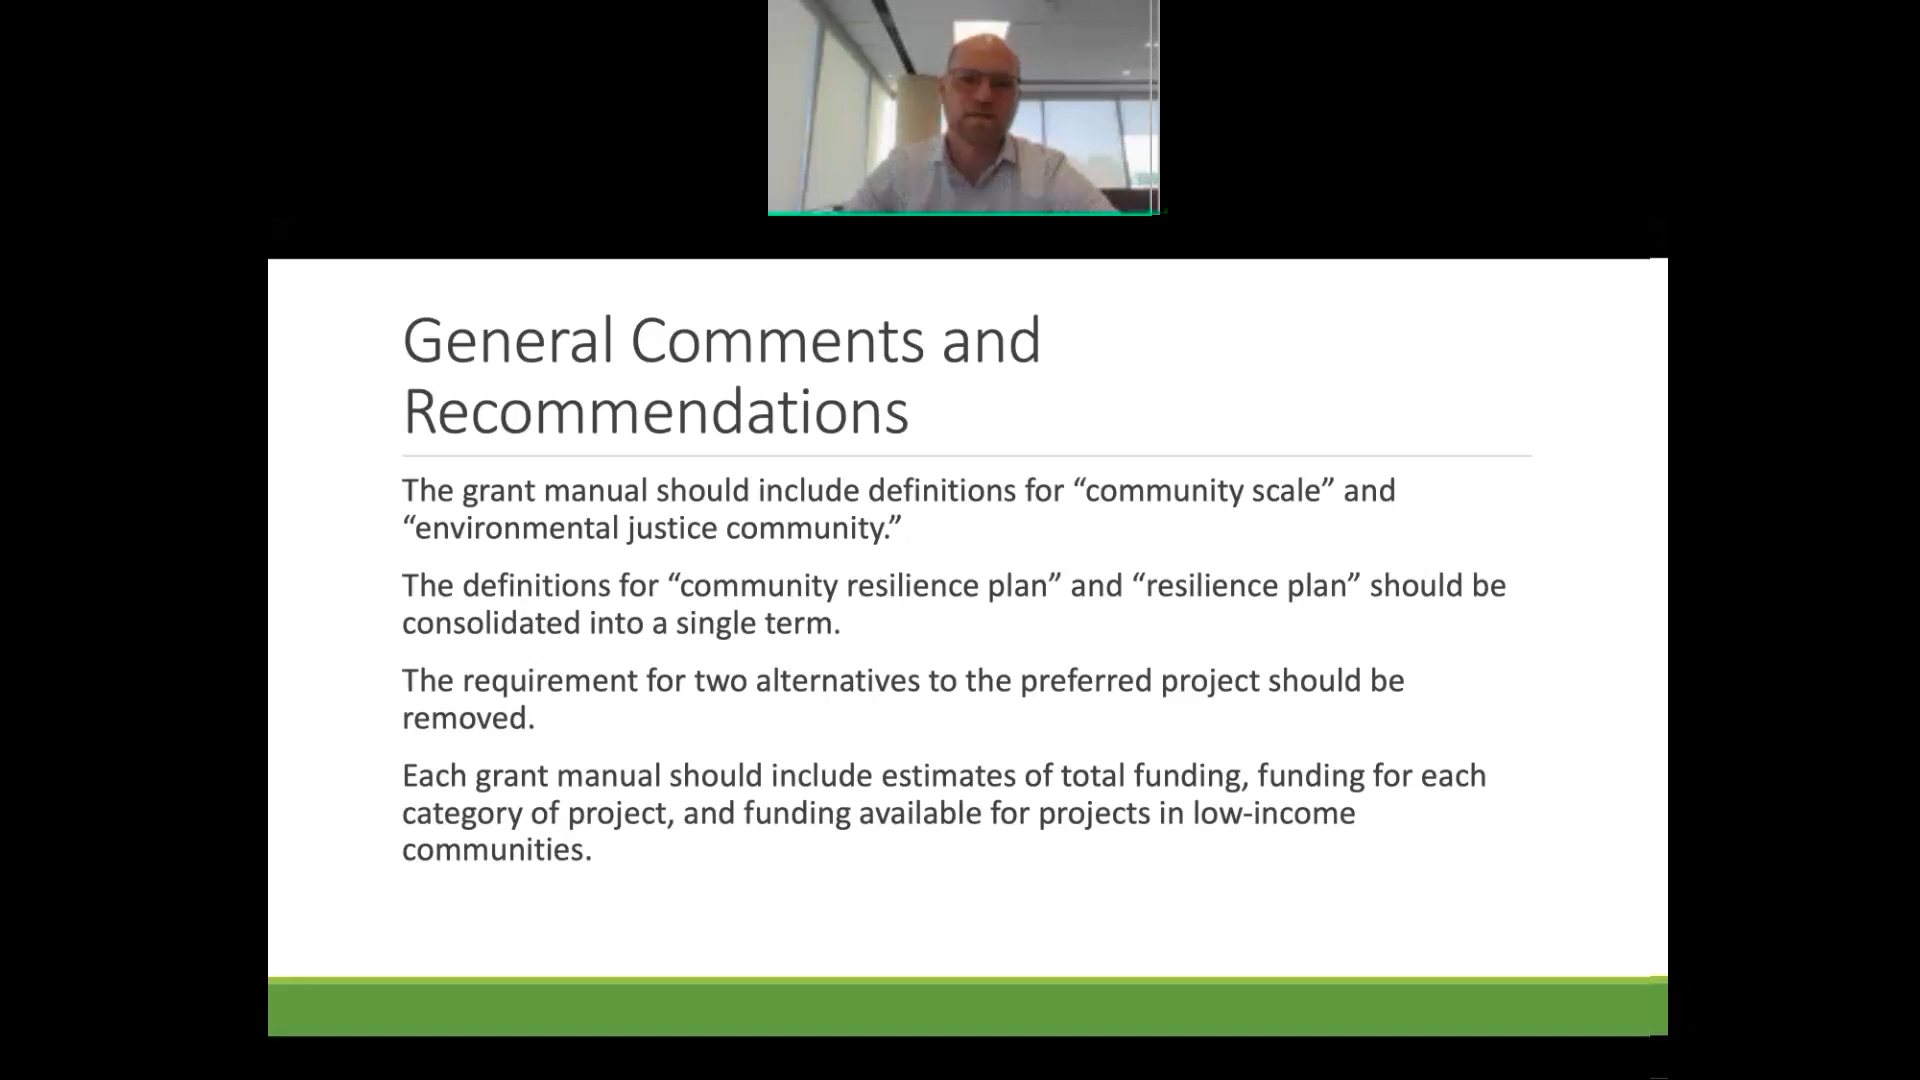 General Comments and
Recommendations
The grant manual should include definitions for “community scale” and
“environmental justice community.”
The definitions for “community resilience plan” and “resilience plan” should be
consolidated into a single term.
The requirement for two alternatives to the preferred project should be
removed.
Each grant manual should include estimates of total funding, funding for each
category of project, and funding available for projects in low-income
communities.